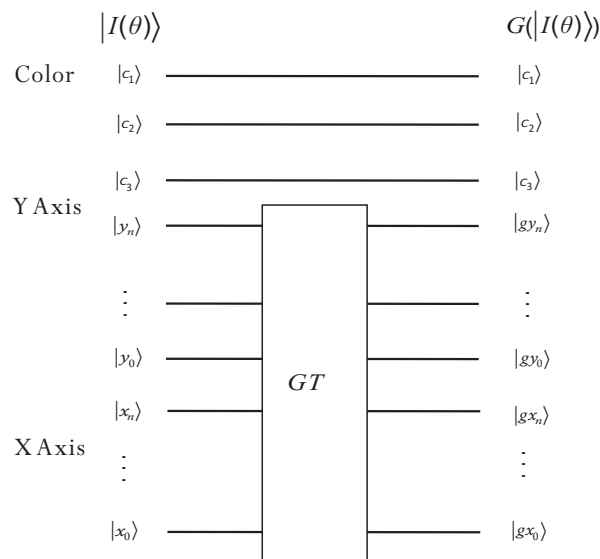 |I(θ)⟩ G(|I(θ)⟩)
Color |c₁⟩ |c₁⟩
|c₂⟩ |c₂⟩
|c₃⟩ |c₃⟩
Y Axis
|yₙ⟩ |gyₙ⟩
⋮ ⋮
|y₀⟩ |gy₀⟩
GT
|xₙ⟩ |gxₙ⟩
X Axis
⋮ ⋮
|x₀⟩ |gx₀⟩